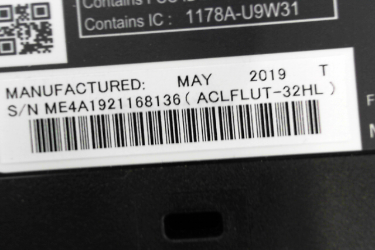 Contains IC : 1178A-U9W31
MANUFACTURED: MAY 2019 T
S/N ME4A1921168136 ( ACLFLUT-32HL )